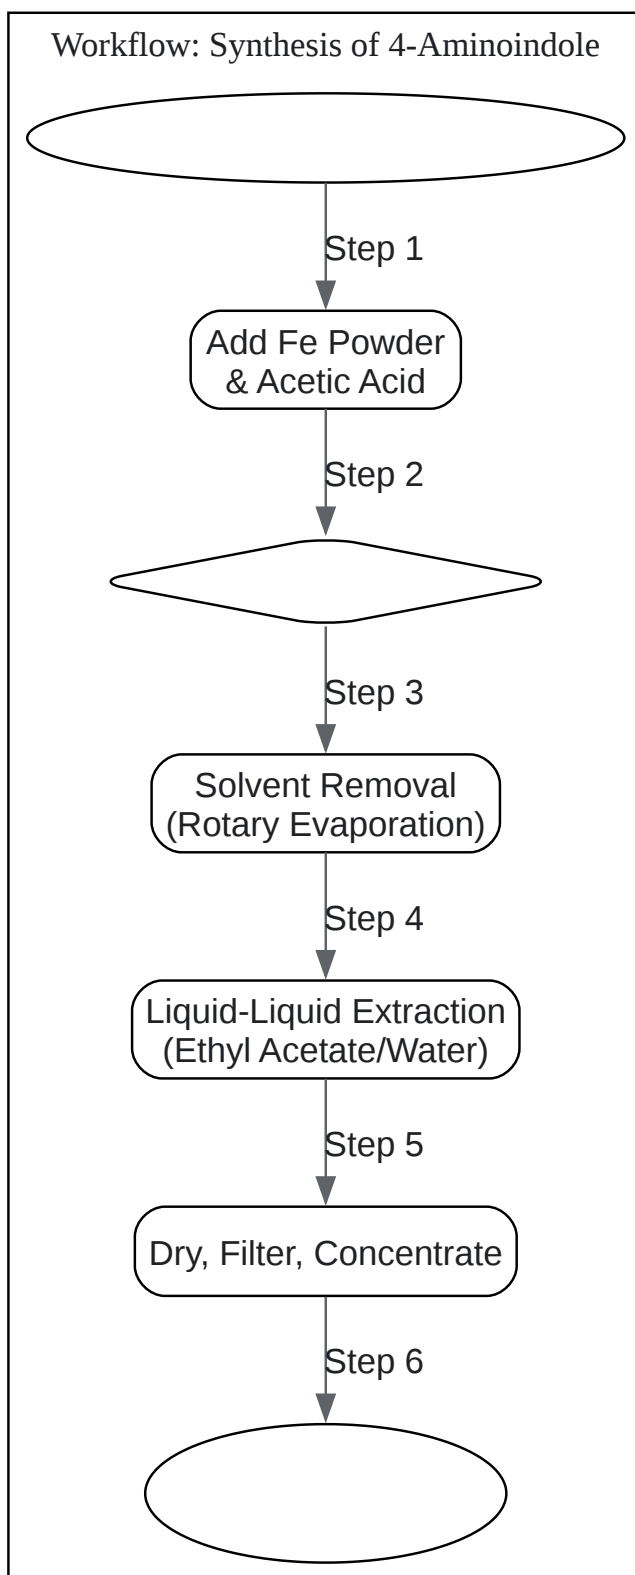 Workflow: Synthesis of 4-Aminoindole
Step 1
Add Fe Powder
& Acetic Acid
Step 2
Step 3
Solvent Removal
(Rotary Evaporation)
Step 4
Liquid-Liquid Extraction
(Ethyl Acetate/Water)
Step 5
Dry, Filter, Concentrate
Step 6